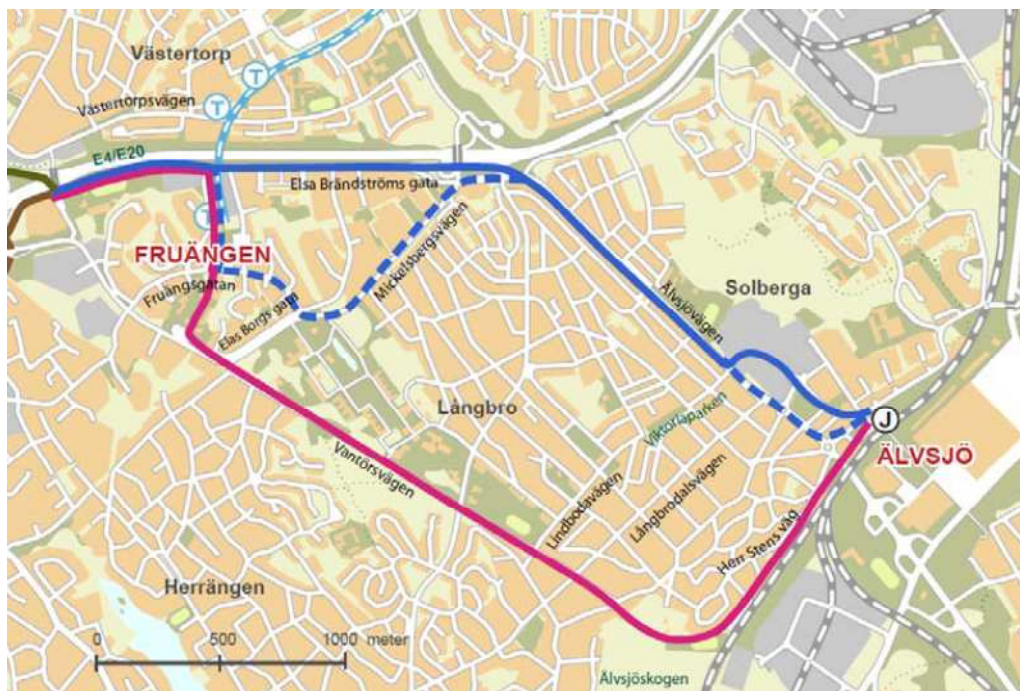 Västertorp
T
Västertorpsvägen
T
E4/E20
Elsa Brändströms gata
T
FRUÄNGEN
Mickelsbergsvägen
Fruängsgatan
Elas Borgs gata
Älvsjövägen
Solberga
Långbro
Viktoriaparken
J
ÄLVSJÖ
Vantörsvägen
Lindbodavägen
Långbrodalsvägen
Herr Stens väg
Herrängen
0 500 1000 meter
Älvsjöskogen